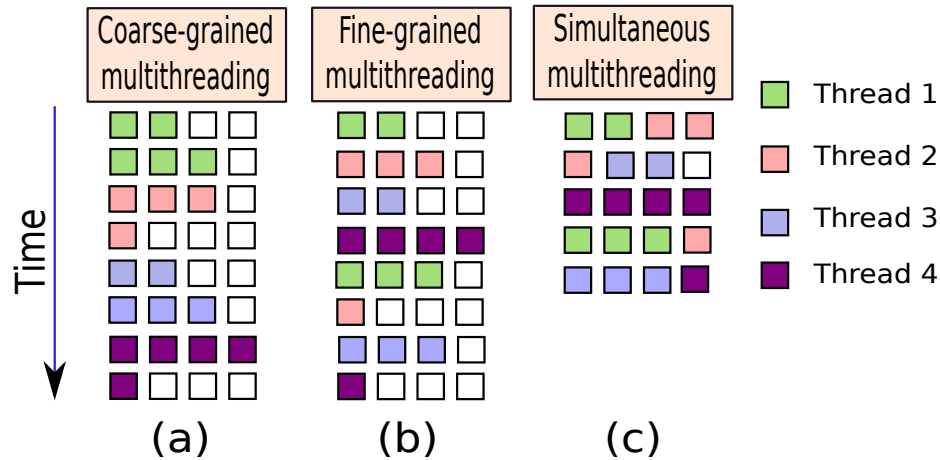 Coarse-grained
multithreading
Fine-grained
multithreading
Simultaneous
multithreading
Thread 1
Thread 2
Thread 3
Thread 4
Time
(a)
(b)
(c)